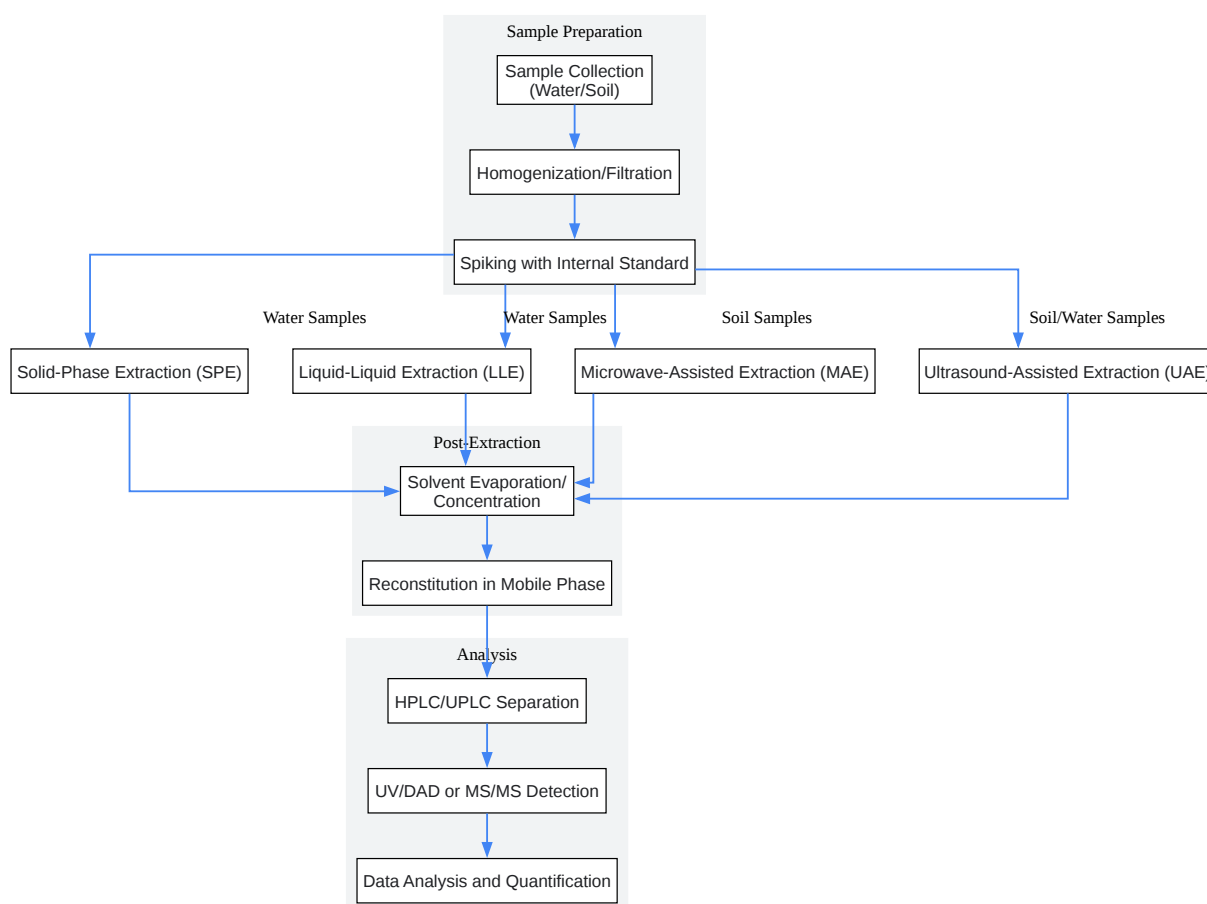 Sample Preparation
Sample Collection
(Water/Soil)
Homogenization/Filtration
Spiking with Internal Standard
Water Samples
Water Samples
Soil Samples
Soil/Water Samples
Solid-Phase Extraction (SPE)
Liquid-Liquid Extraction (LLE)
Microwave-Assisted Extraction (MAE)
Ultrasound-Assisted Extraction (UAE)
Post-Extraction
Solvent Evaporation/
Concentration
Reconstitution in Mobile Phase
Analysis
HPLC/UPLC Separation
UV/DAD or MS/MS Detection
Data Analysis and Quantification